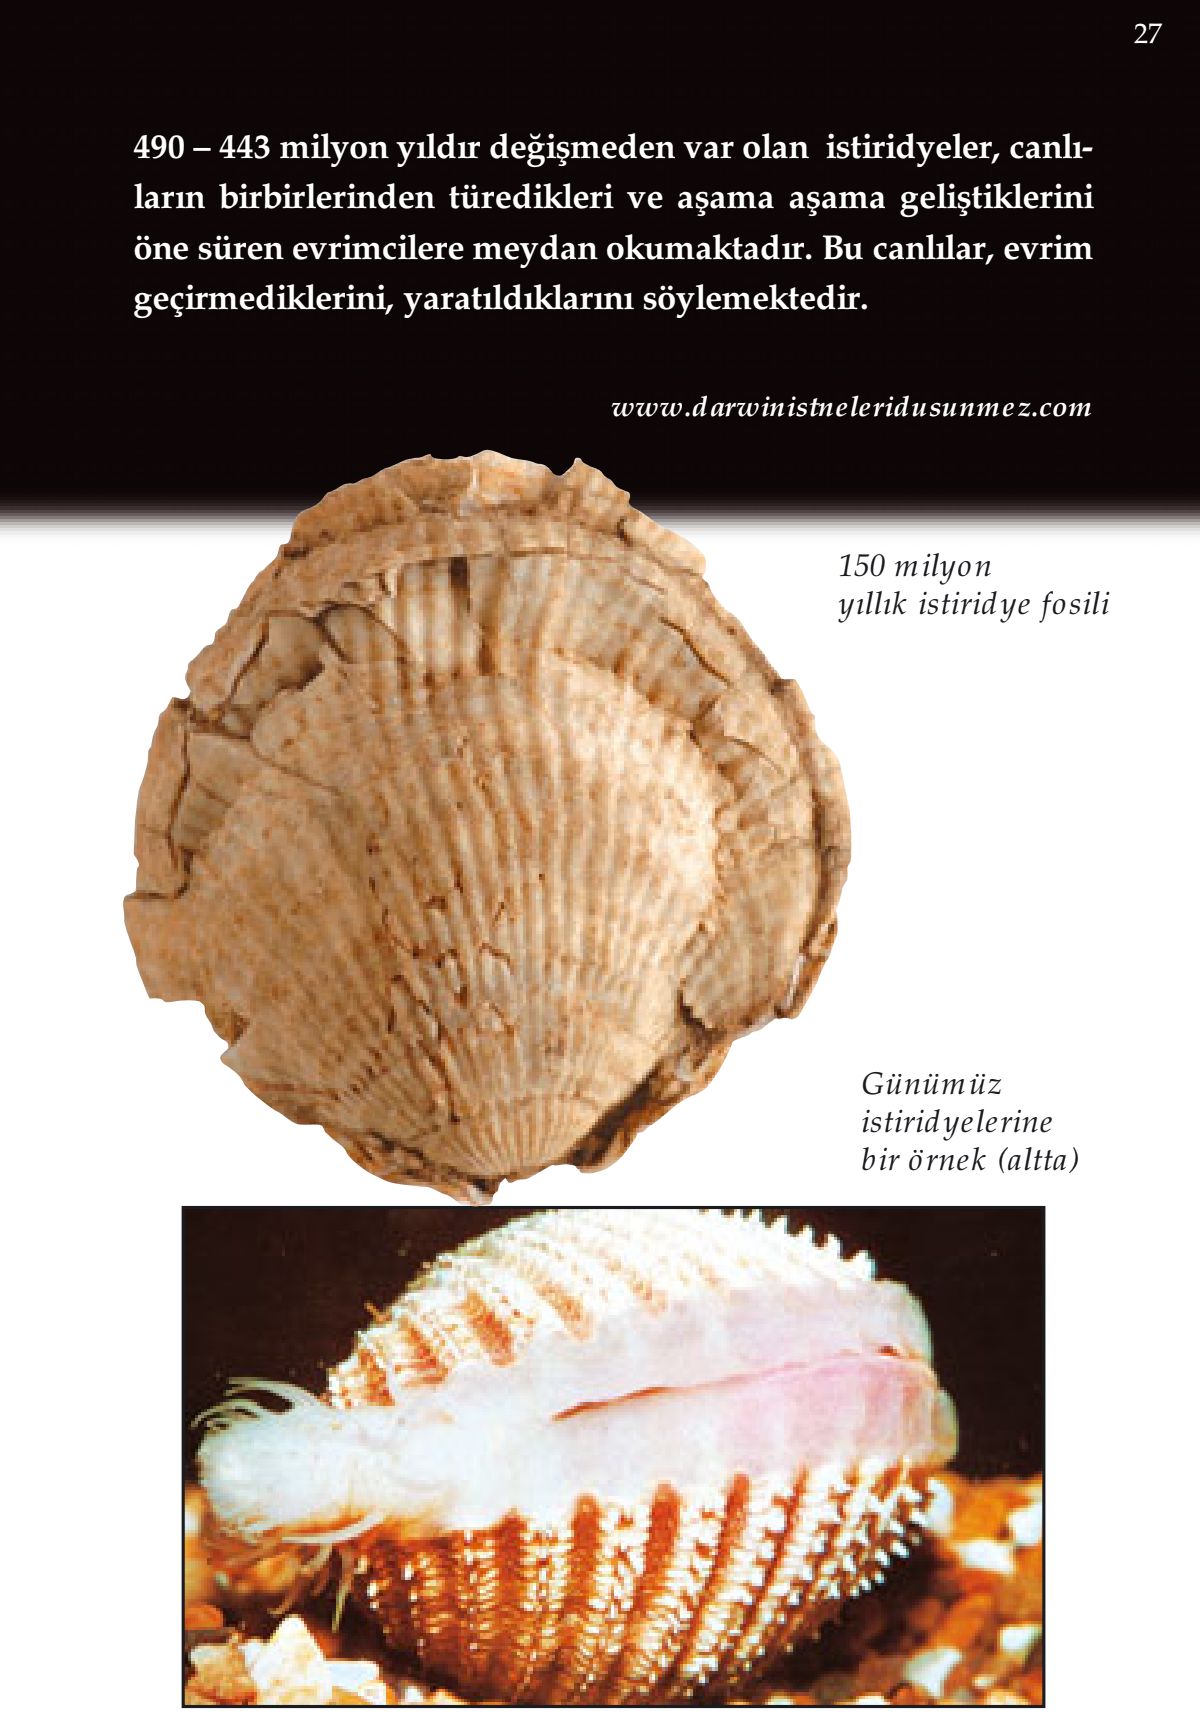 27
490 – 443 milyon yıldır değişmeden var olan istiridyeler, canlı-
ların birbirlerinden türedikleri ve aşama aşama geliştiklerini
öne süren evrimcilere meydan okumaktadır. Bu canlılar, evrim
geçirmediklerini, yaratıldıklarını söylemektedir.
www.darwinistneleridusunmez.com
150 milyon
yıllık istiridye fosili
Günümüz
istiridyelerine
bir örnek (altta)